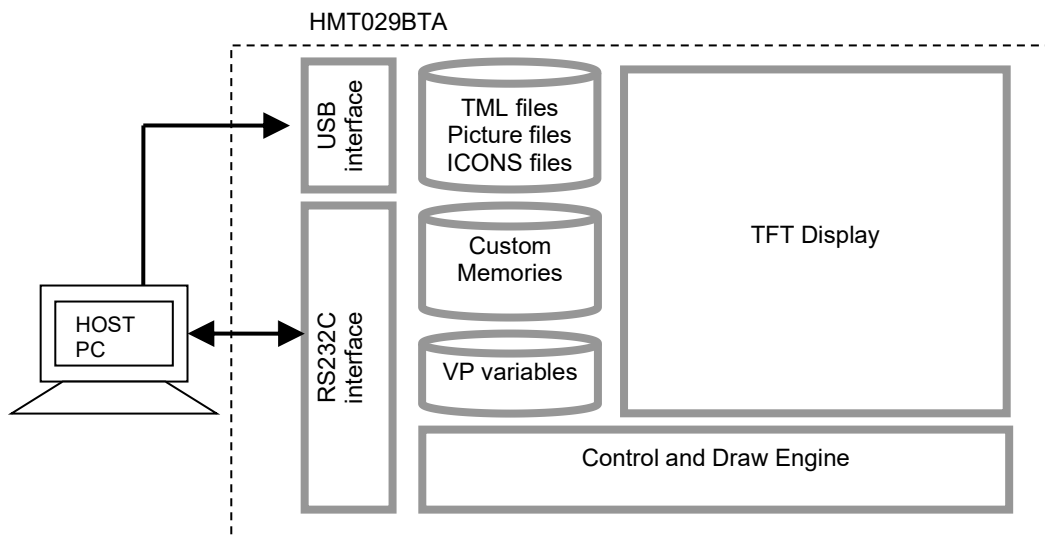 HMT029BTA
USB
interface
TML files
Picture files
ICONS files
TFT Display
Custom
Memories
HOST
PC
RS232C
interface
VP variables
Control and Draw Engine